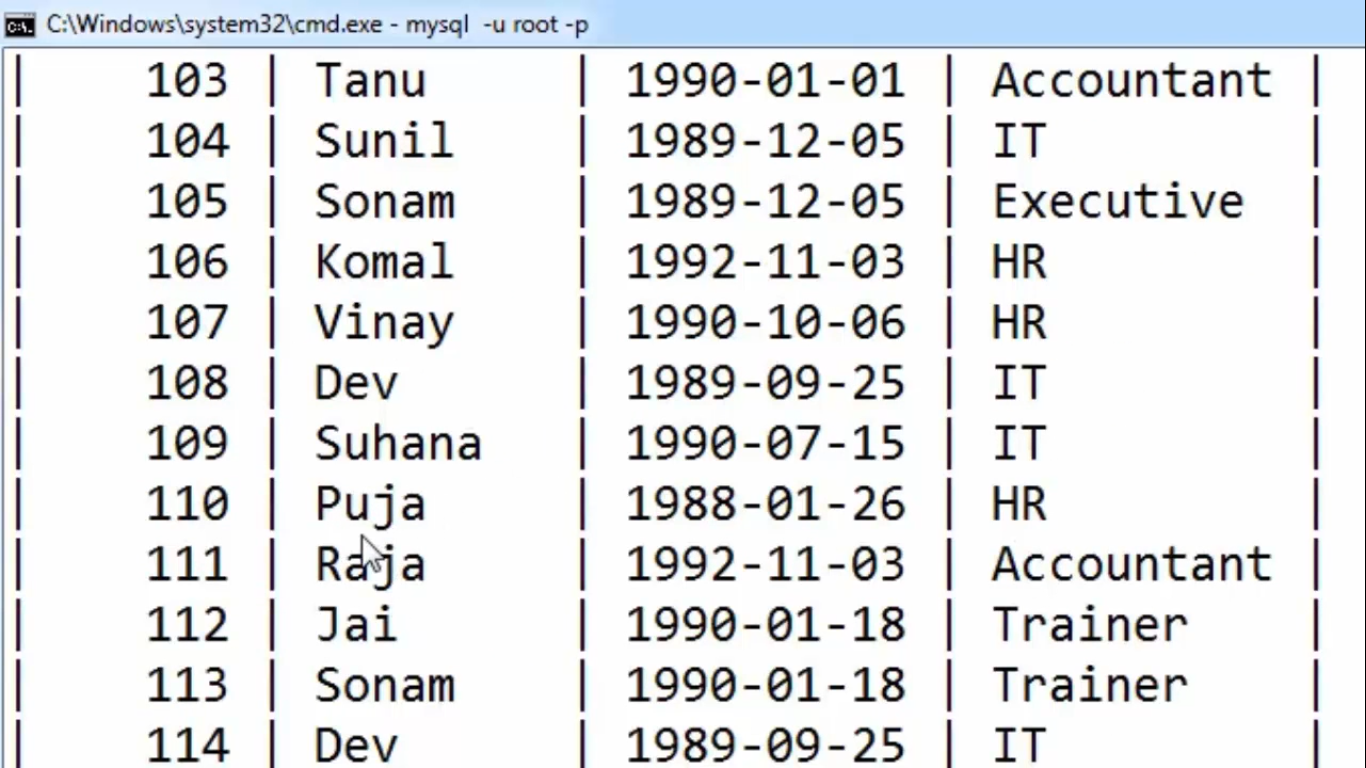 C:\Windows\system32\cmd.exe - mysql  -u root -p
|     103 | Tanu     | 1990-01-01 | Accountant |
|     104 | Sunil    | 1989-12-05 | IT         |
|     105 | Sonam    | 1989-12-05 | Executive  |
|     106 | Komal    | 1992-11-03 | HR         |
|     107 | Vinay    | 1990-10-06 | HR         |
|     108 | Dev      | 1989-09-25 | IT         |
|     109 | Suhana   | 1990-07-15 | IT         |
|     110 | Puja     | 1988-01-26 | HR         |
|     111 | Raja     | 1992-11-03 | Accountant |
|     112 | Jai      | 1990-01-18 | Trainer    |
|     113 | Sonam    | 1990-01-18 | Trainer    |
|     114 | Dev      | 1989-09-25 | IT         |